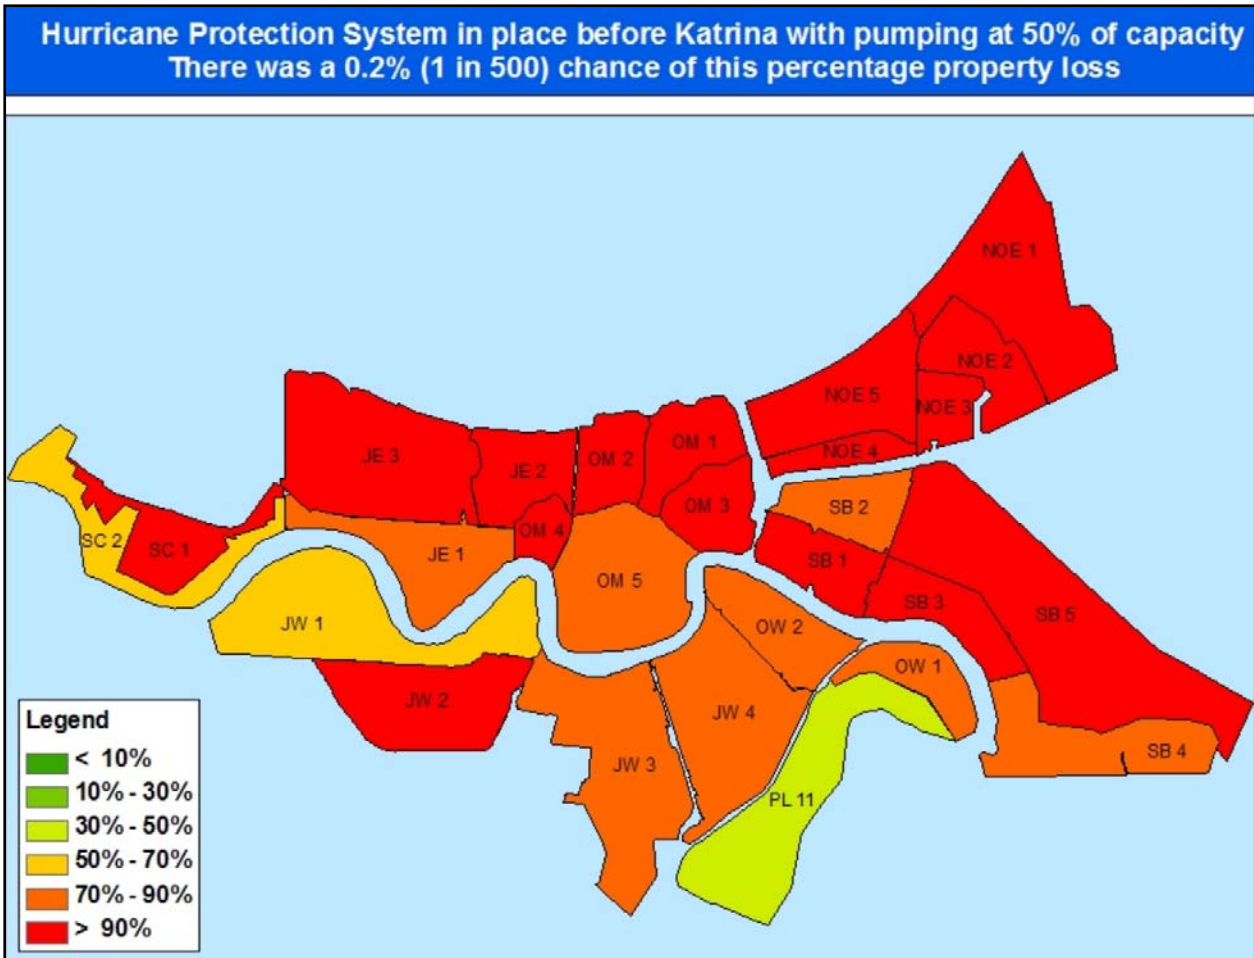 Hurricane Protection System in place before Katrina with pumping at 50% of capacity
There was a 0.2% (1 in 500) chance of this percentage property loss
NOE 1
NOE 2
NOE 5
NOE 3
NOE 4
JE 3
JE 2
OM 2
OM 1
OM 3
OM 4
SB 2
SC 2
SC 1
JE 1
OM 5
SB 1
SB 3
SB 5
JW 1
OW 2
OW 1
JW 2
JW 4
JW 3
SB 4
PL 11
Legend
< 10%
10% - 30%
30% - 50%
50% - 70%
70% - 90%
> 90%